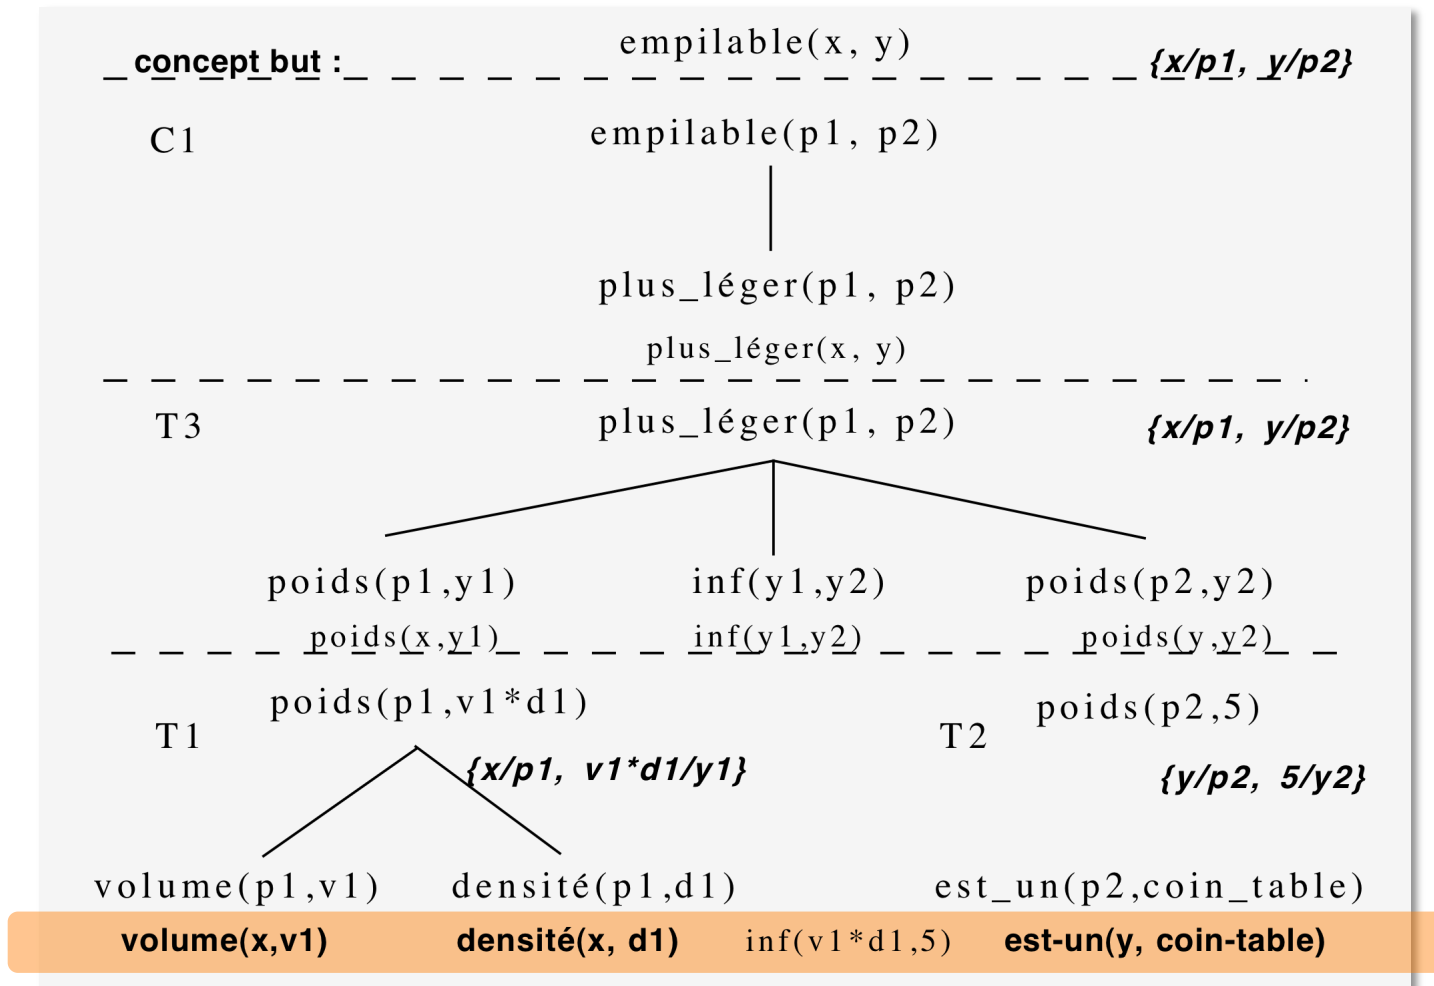 concept but : empilable(x, y) {x/p1, y/p2}
C1 empilable(p1, p2)
plus_léger(p1, p2)
plus_léger(x, y)
T3 plus_léger(p1, p2) {x/p1, y/p2}
poids(p1,y1) inf(y1,y2) poids(p2,y2)
poids(x,y1) inf(y1,y2) poids(y,y2)
T1 poids(p1,v1*d1) T2 poids(p2,5)
{x/p1, v1*d1/y1} {y/p2, 5/y2}
volume(p1,v1) densité(p1,d1) est_un(p2,coin_table)
volume(x,v1) densité(x, d1) inf(v1*d1,5) est-un(y, coin-table)